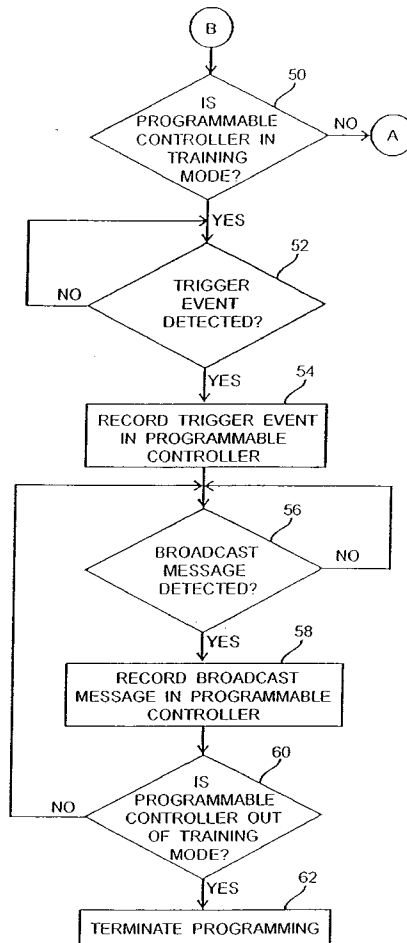 B
50
IS
PROGRAMMABLE
CONTROLLER IN
TRAINING
MODE?
NO
A
YES
52
TRIGGER
EVENT
DETECTED?
NO
YES
54
RECORD TRIGGER EVENT
IN PROGRAMMABLE
CONTROLLER
56
BROADCAST
MESSAGE
DETECTED?
NO
YES
58
RECORD BROADCAST
MESSAGE IN PROGRAMMABLE
CONTROLLER
60
IS
PROGRAMMABLE
CONTROLLER OUT
OF TRAINING
MODE?
NO
YES
62
TERMINATE PROGRAMMING